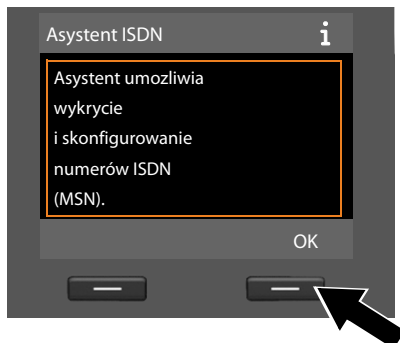 Asystent ISDN i
Asystent umozliwia
wykrycie
i skonfigurowanie
numerów ISDN
(MSN).
OK